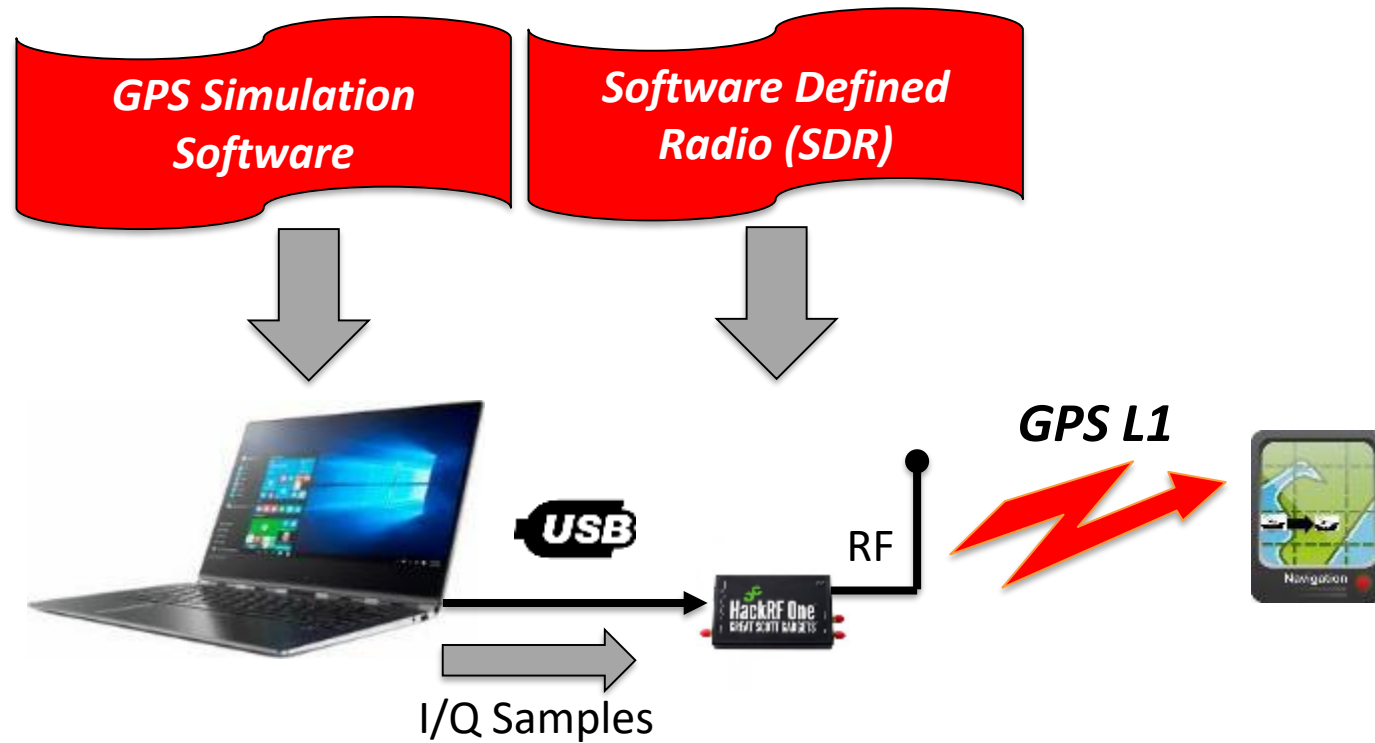 GPS Simulation
Software
Software Defined
Radio (SDR)
GPS L1
USB
RF
HackRF One
GREAT SCOTT GADGETS
Navigation
I/Q Samples